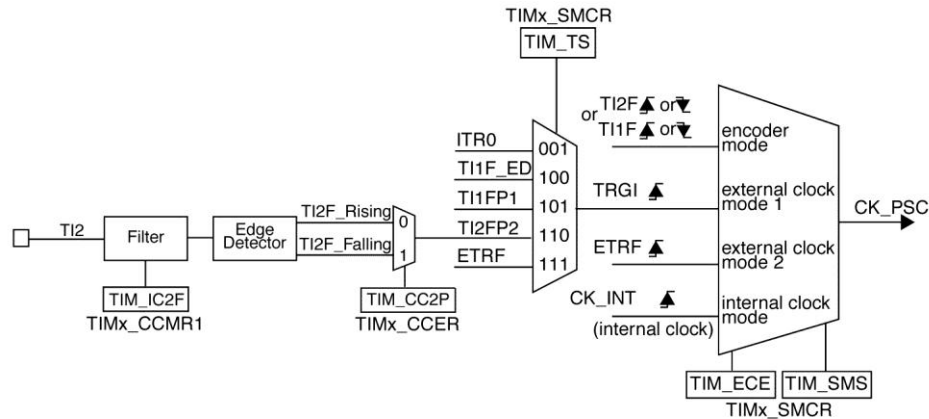 TIMx_SMCR
TIM_TS
or TI2F or
TI1F or
encoder
mode
ITR0
001
TI1F_ED
100
TI1FP1
101
TRGI
external clock
mode 1
CK_PSC
TI2
Filter
Edge
Detector
TI2F_Rising
0
TI2F_Falling
1
TI2FP2
110
ETRF
111
ETRF
external clock
mode 2
CK_INT
(internal clock)
internal clock
mode
TIM_IC2F
TIMx_CCMR1
TIM_CC2P
TIMx_CCER
TIM_ECE
TIM_SMS
TIMx_SMCR